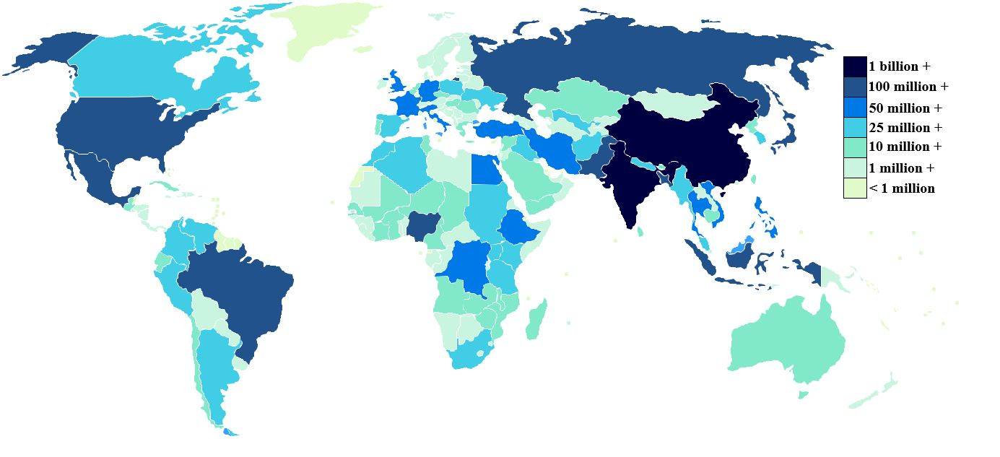 1 billion +
100 million +
50 million +
25 million +
10 million +
1 million +
< 1 million